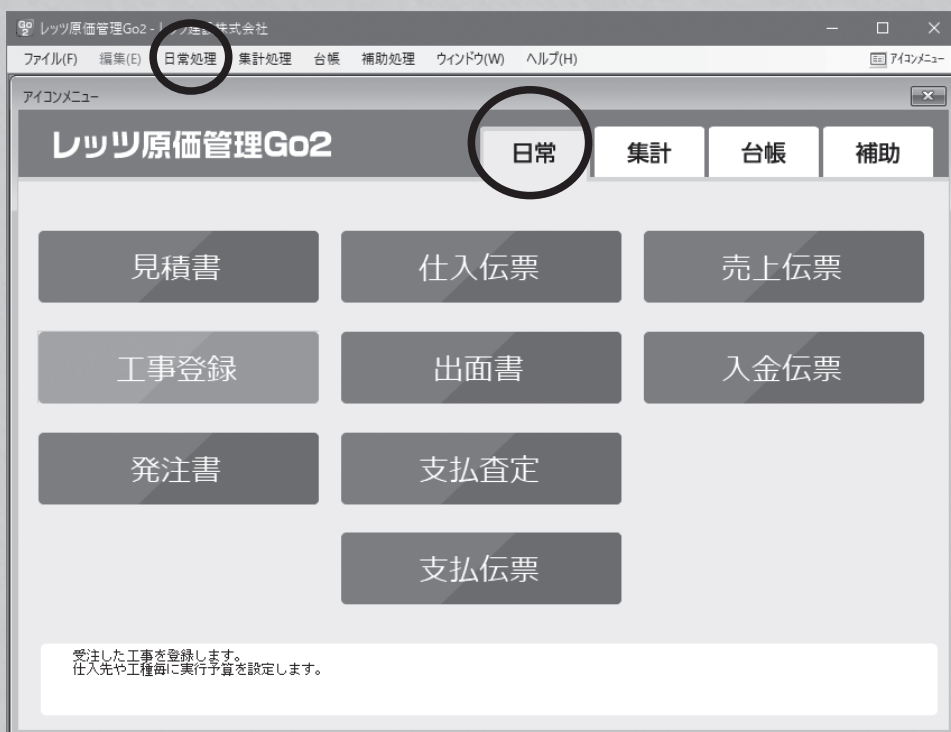 レッツ原価管理Go2 - レッツ建設株式会社
ファイル(F) 編集(E) 日常処理 集計処理 台帳 補助処理 ウィンドウ(W) ヘルプ(H) アイコンメニュー
アイコンメニュー
レッツ原価管理Go2 日常 集計 台帳 補助
見積書 仕入伝票 売上伝票
工事登録 出面書 入金伝票
発注書 支払査定
支払伝票
受注した工事を登録します。
仕入先や工種毎に実行予算を設定します。